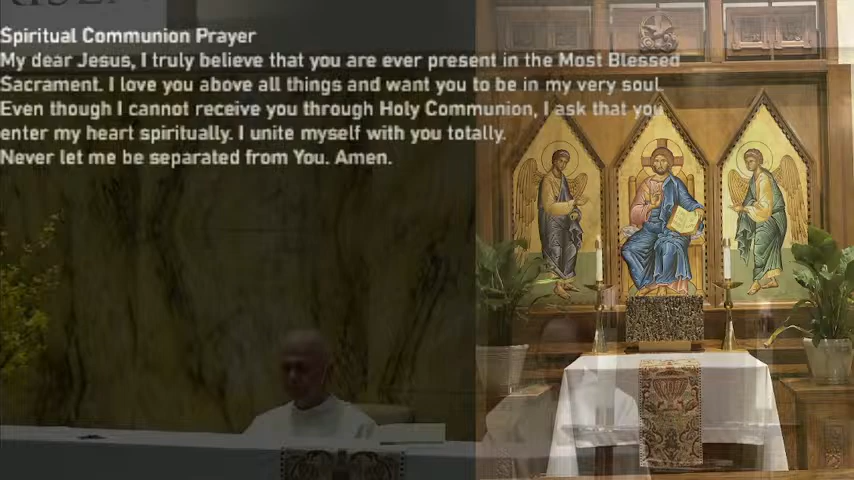 Spiritual Communion Prayer
My dear Jesus, I truly believe that you are ever present in the Most Blessed
Sacrament. I love you above all things and want you to be in my very soul.
Even though I cannot receive you through Holy Communion, I ask that you
enter my heart spiritually. I unite myself with you totally.
Never let me be separated from You. Amen.